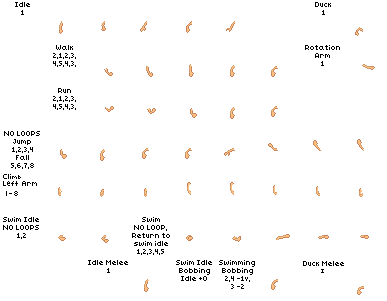 Idle
1
Duck
1
Walk
2,1,2,3,
4,5,4,3,
Rotation
Arm
1
Run
2,1,2,3,
4,5,4,3,
NO LOOPS
Jump
1,2,3,4
Fall
5,6,7,8
Climb
Left Arm
1-8
Swim Idle
NO LOOPS
1,2
Swim
NO LOOP,
Return to
swim idle
1,2,3,4,5
Swim Idle
Bobbing
Idle +0
Swimming
Bobbing
2,4 -1v,
3 -2
Idle Melee
1
Duck Melee
1